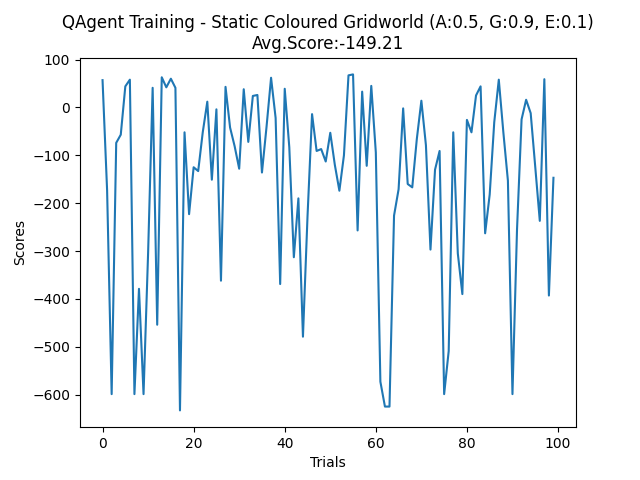 QAgent Training - Static Coloured Gridworld (A:0.5, G:0.9, E:0.1)
Avg.Score:-149.21
100
0
−100
−200
−300
−400
−500
−600
Scores
0 20 40 60 80 100
Trials